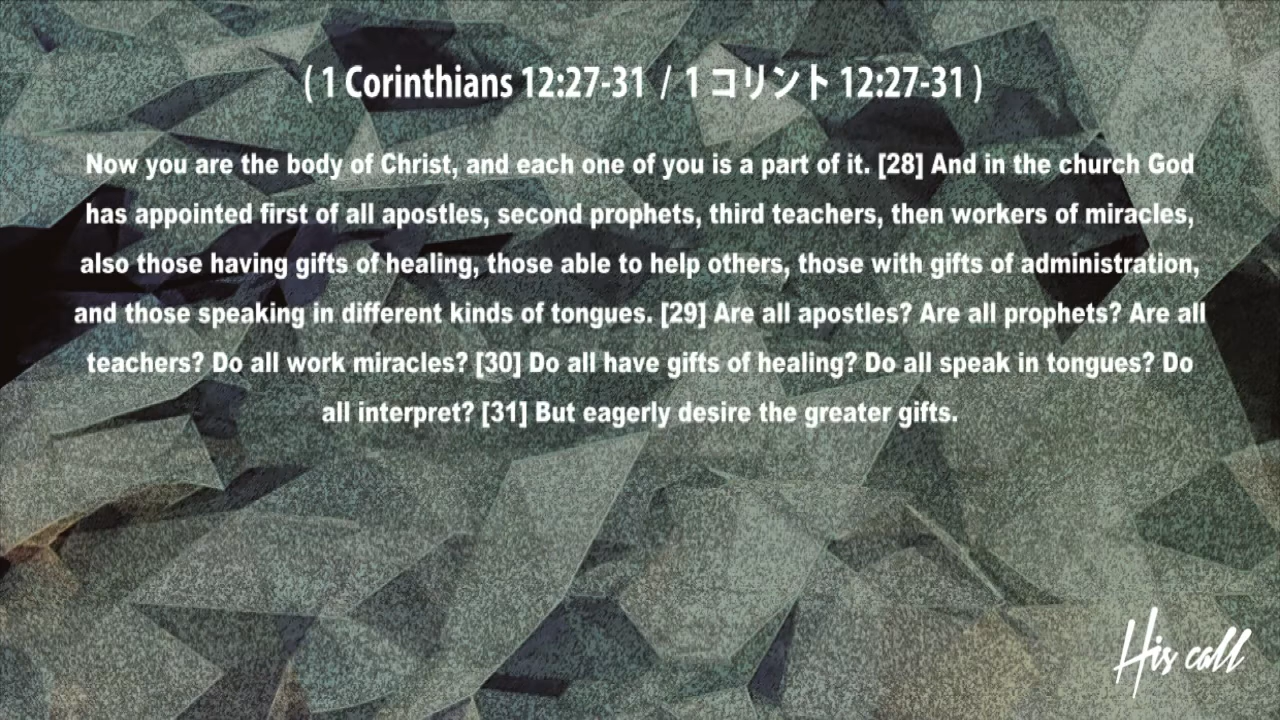 ( 1 Corinthians 12:27-31 / 1 コリント 12:27-31 )
Now you are the body of Christ, and each one of you is a part of it. [28] And in the church God
has appointed first of all apostles, second prophets, third teachers, then workers of miracles,
also those having gifts of healing, those able to help others, those with gifts of administration,
and those speaking in different kinds of tongues. [29] Are all apostles? Are all prophets? Are all
teachers? Do all work miracles? [30] Do all have gifts of healing? Do all speak in tongues? Do
all interpret? [31] But eagerly desire the greater gifts.
His call